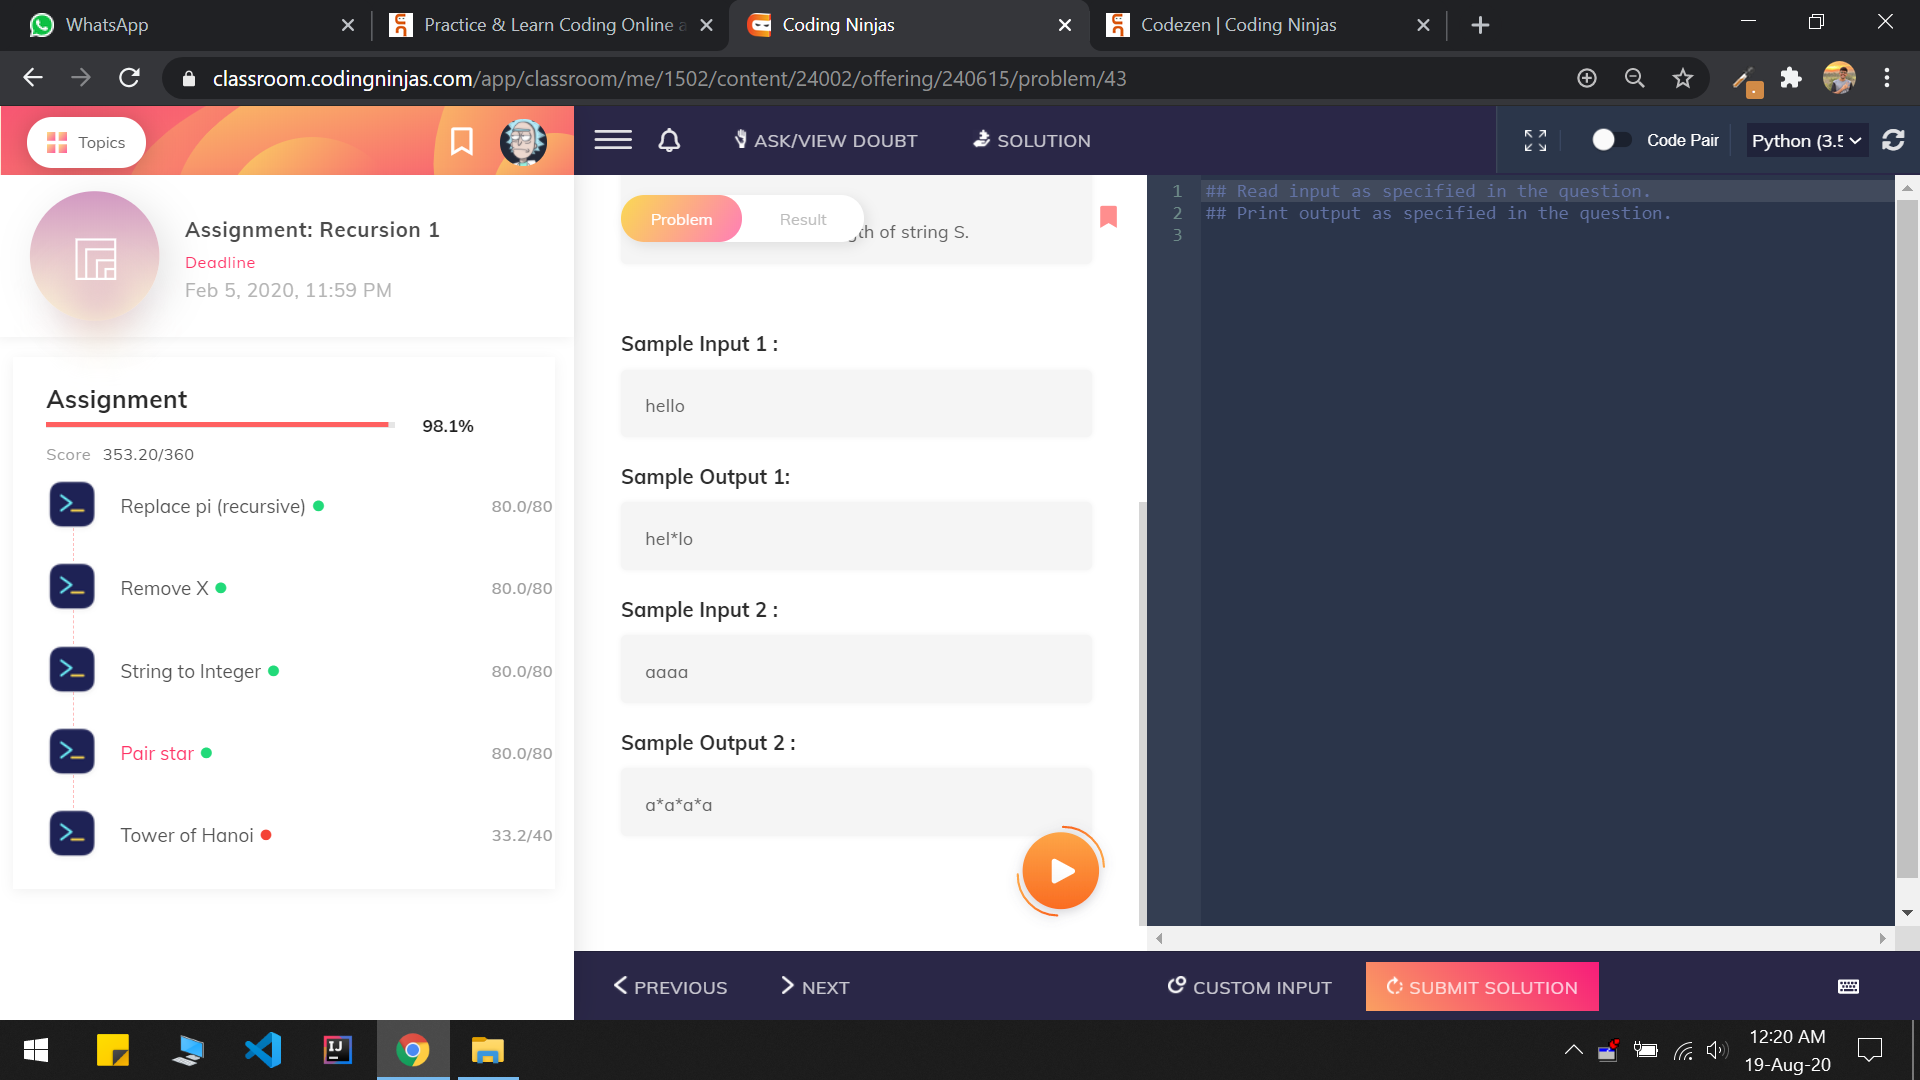 WhatsApp
Practice & Learn Coding Online a
Coding Ninjas
Codezen | Coding Ninjas
classroom.codingninjas.com/app/classroom/me/1502/content/24002/offering/240615/problem/43
Topics
ASK/VIEW DOUBT
SOLUTION
Code Pair
Python (3.5
Assignment: Recursion 1
Deadline
Feb 5, 2020, 11:59 PM
Assignment
98.1%
Score 353.20/360
Replace pi (recursive)
80.0/80
Remove X
80.0/80
String to Integer
80.0/80
Pair star
80.0/80
Tower of Hanoi
33.2/40
Problem
Result
gth of string S.
Sample Input 1 :
hello
Sample Output 1:
hel*lo
Sample Input 2 :
aaaa
Sample Output 2 :
a*a*a*a
1 ## Read input as specified in the question.
2 ## Print output as specified in the question.
3
PREVIOUS
NEXT
CUSTOM INPUT
SUBMIT SOLUTION
IJ
12:20 AM
19-Aug-20